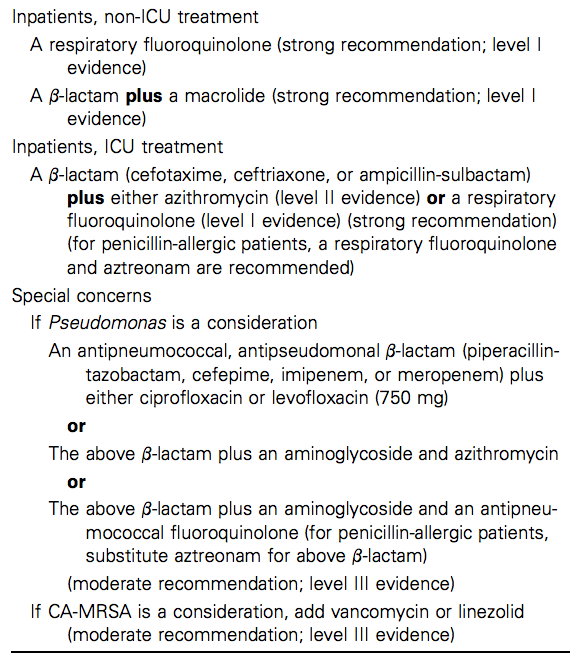 Inpatients, non-ICU treatment
A respiratory fluoroquinolone (strong recommendation; level I
evidence)
A β-lactam plus a macrolide (strong recommendation; level I
evidence)
Inpatients, ICU treatment
A β-lactam (cefotaxime, ceftriaxone, or ampicillin-sulbactam)
plus either azithromycin (level II evidence) or a respiratory
fluoroquinolone (level I evidence) (strong recommendation)
(for penicillin-allergic patients, a respiratory fluoroquinolone
and aztreonam are recommended)
Special concerns
If Pseudomonas is a consideration
An antipneumococcal, antipseudomonal β-lactam (piperacillin-
tazobactam, cefepime, imipenem, or meropenem) plus
either ciprofloxacin or levofloxacin (750 mg)
or
The above β-lactam plus an aminoglycoside and azithromycin
or
The above β-lactam plus an aminoglycoside and an antipneu-
mococcal fluoroquinolone (for penicillin-allergic patients,
substitute aztreonam for above β-lactam)
(moderate recommendation; level III evidence)
If CA-MRSA is a consideration, add vancomycin or linezolid
(moderate recommendation; level III evidence)